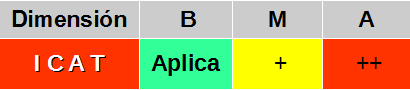 Dimensión B M A
I C A T Aplica + ++